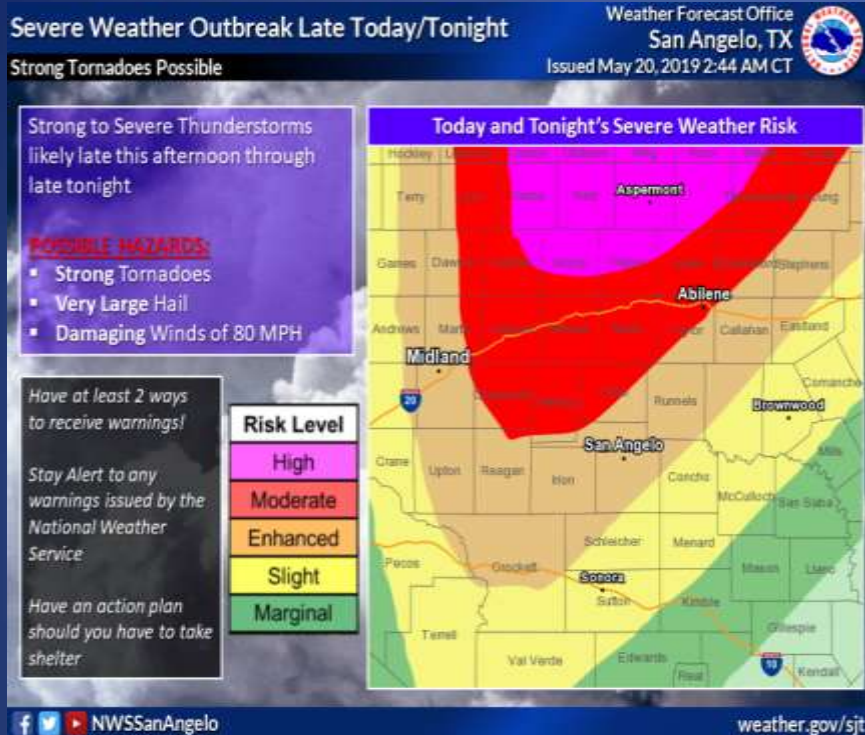 Severe Weather Outbreak Late Today/Tonight
Strong Tornadoes Possible
Weather Forecast Office
San Angelo, TX
Issued May 20, 2019 2:44 AM CT
Strong to Severe Thunderstorms
likely late this afternoon through
late tonight
POSSIBLE HAZARDS:
▪ Strong Tornadoes
▪ Very Large Hail
▪ Damaging Winds of 80 MPH
Have at least 2 ways
to receive warnings!
Stay Alert to any
warnings issued by the
National Weather
Service
Have an action plan
should you have to take
shelter
Risk Level
High
Moderate
Enhanced
Slight
Marginal
Today and Tonight's Severe Weather Risk
Hockley
Terry
Aspermont
Gaines
Stephens
Abilene
Andrews
Callahan
Eastland
Midland
20
Comanche
Runnels
Brownwood
San Angelo
Mills
Crane
Upton
Reagan
Irion
Concho
McCulloch
San Saba
Schleicher
Menard
Pecos
Crockett
Mason
Llano
Sonora
Sutton
Kimble
Terrell
Gillespie
Val Verde
Edwards
10
Real
Kendall
NWSSanAngelo
weather.gov/sjt